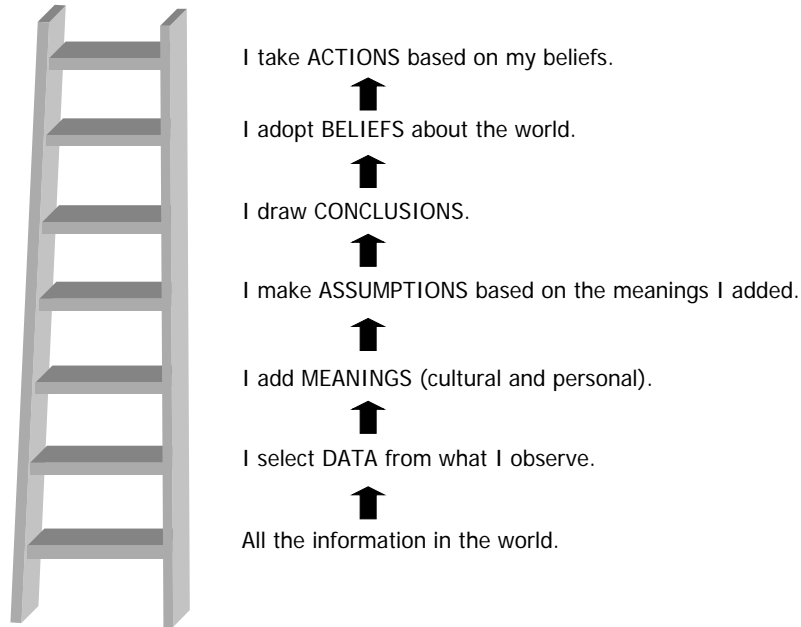 I take ACTIONS based on my beliefs.
I adopt BELIEFS about the world.
I draw CONCLUSIONS.
I make ASSUMPTIONS based on the meanings I added.
I add MEANINGS (cultural and personal).
I select DATA from what I observe.
All the information in the world.